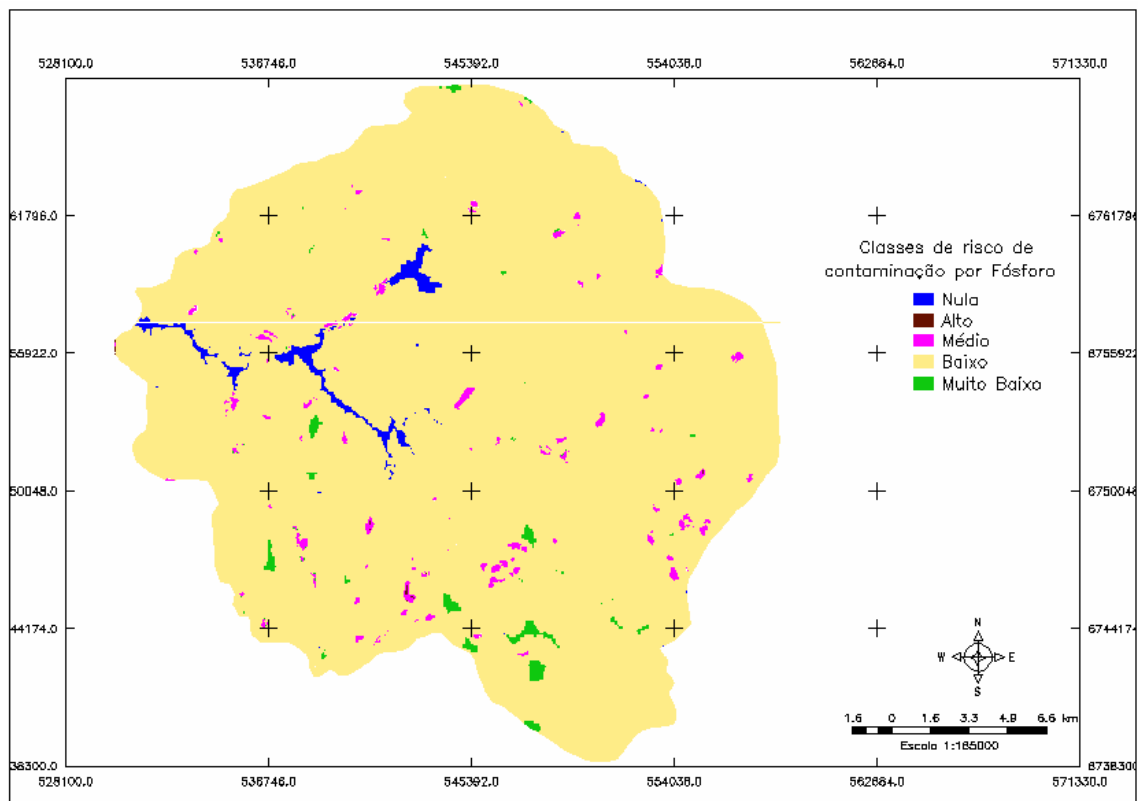 528100.0 536746.0 545392.0 554038.0 562684.0 571330.0
61796.0 6761796
Classes de risco de
contaminação por Fósforo
Nula
Alto
Médio
Baixo
Muito Baixo
55922.0 6755922
50048.0 6750048
44174.0 6744174
N
W E
S
1.6 0 1.6 3.3 4.9 6.6 km
Escala 1:165000
38300.0 6738300
528100.0 536746.0 545392.0 554038.0 562684.0 571330.0